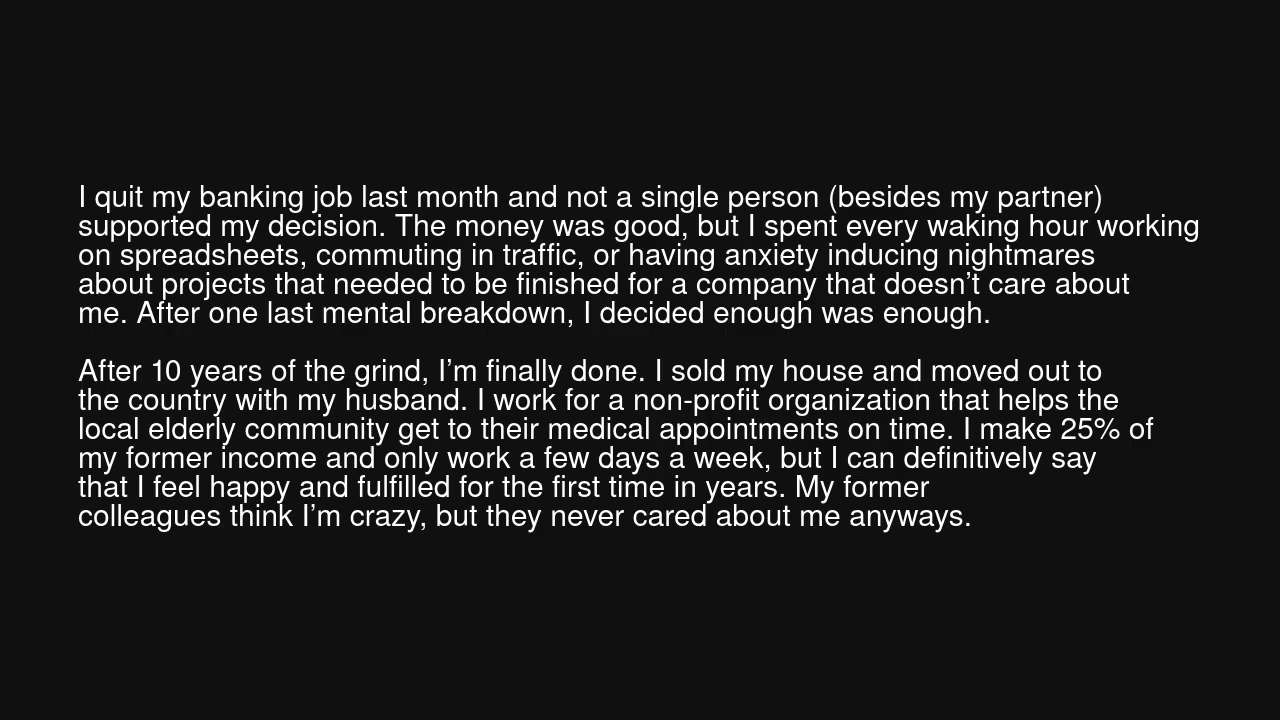 I quit my banking job last month and not a single person (besides my partner)
supported my decision. The money was good, but I spent every waking hour working
on spreadsheets, commuting in traffic, or having anxiety inducing nightmares
about projects that needed to be finished for a company that doesn’t care about
me. After one last mental breakdown, I decided enough was enough.

After 10 years of the grind, I’m finally done. I sold my house and moved out to
the country with my husband. I work for a non-profit organization that helps the
local elderly community get to their medical appointments on time. I make 25% of
my former income and only work a few days a week, but I can definitively say
that I feel happy and fulfilled for the first time in years. My former
colleagues think I’m crazy, but they never cared about me anyways.